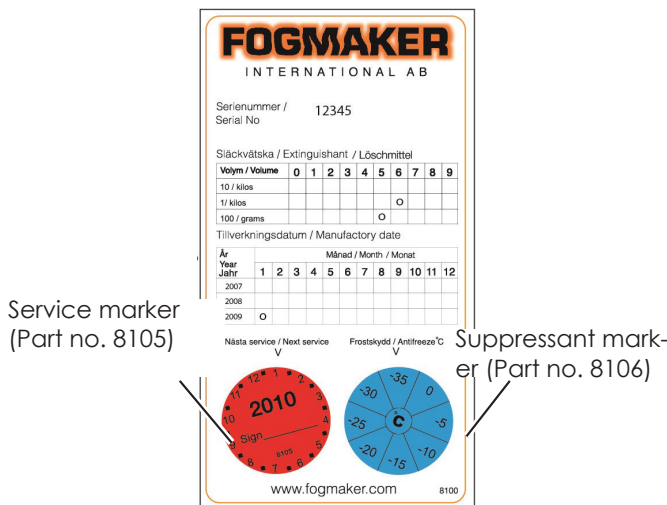 FOGMAKER
INTERNATIONAL AB
Serienummer /
Serial No
12345
Släckvätska / Extinguishant / Löschmittel
Volym / Volume 0 1 2 3 4 5 6 7 8 9
10 / kilos
1/ kilos O
100 / grams O
Tillverkningsdatum / Manufactory date
År
Year
Jahr
Månad / Month / Monat
1 2 3 4 5 6 7 8 9 10 11 12
2007
2008
2009 O
Service marker
(Part no. 8105)
Nästa service / Next service
V
12 1 2 3 4 5 6 7 8 9 10 11
2010
Sign
8105
Frostskydd / Antifreeze °C
V
-35 0 -5 -10 -15 -20 -25 -30
°C
Suppressant mark-
er (Part no. 8106)
www.fogmaker.com
8100